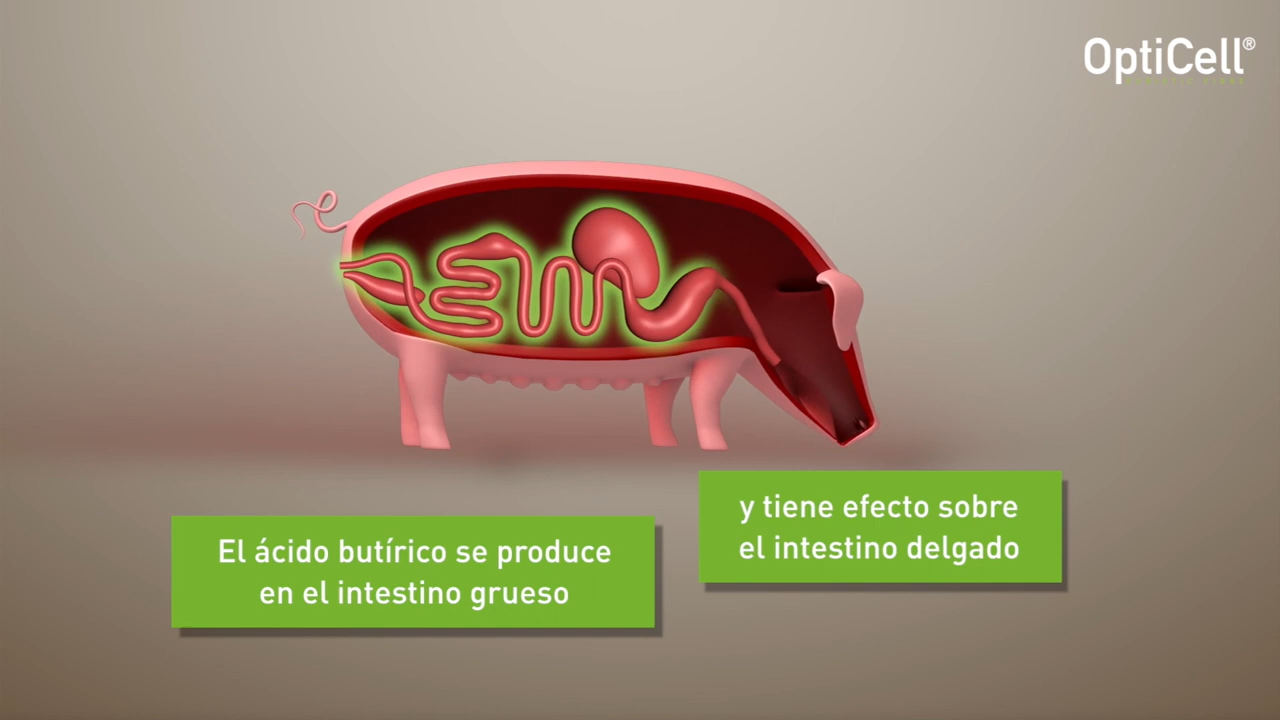 OptiCell®
El ácido butírico se produce
en el intestino grueso
y tiene efecto sobre
el intestino delgado